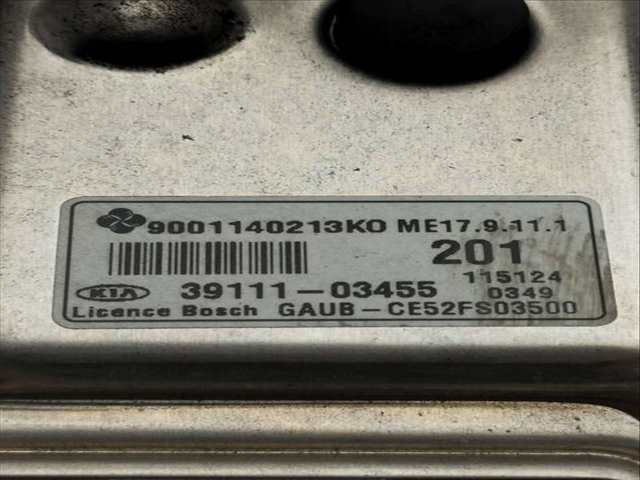 9001140213KO ME17.9.11.1
201
115124
KIA 39111-03455 0349
Licence Bosch GAUB-CE52FS03500